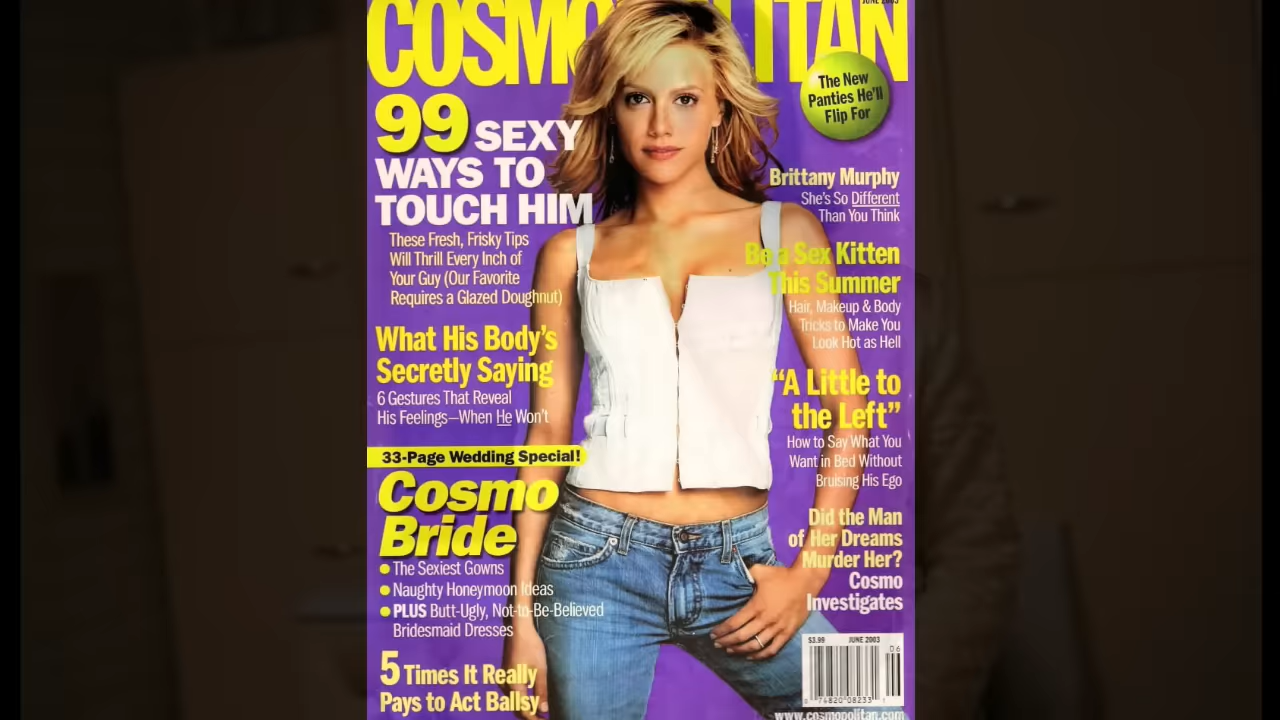 COSMOPOLITAN
JUNE 2003
The New
Panties He'll
Flip For
99 SEXY
WAYS TO
TOUCH HIM
These Fresh, Frisky Tips
Will Thrill Every Inch of
Your Guy (Our Favorite
Requires a Glazed Doughnut)
What His Body's
Secretly Saying
6 Gestures That Reveal
His Feelings—When He Won't
33-Page Wedding Special!
Cosmo
Bride
The Sexiest Gowns
Naughty Honeymoon Ideas
PLUS Butt-Ugly, Not-to-Be-Believed
Bridesmaid Dresses
5 Times It Really
Pays to Act Ballsy
Brittany Murphy
She's So Different
Than You Think
Be a Sex Kitten
This Summer
Hair, Makeup & Body
Tricks to Make You
Look Hot as Hell
"A Little to
the Left"
How to Say What You
Want in Bed Without
Bruising His Ego
Did the Man
of Her Dreams
Murder Her?
Cosmo
Investigates
$3.99 JUNE 2003
06
0 74820 08233 1
www.cosmopolitan.com